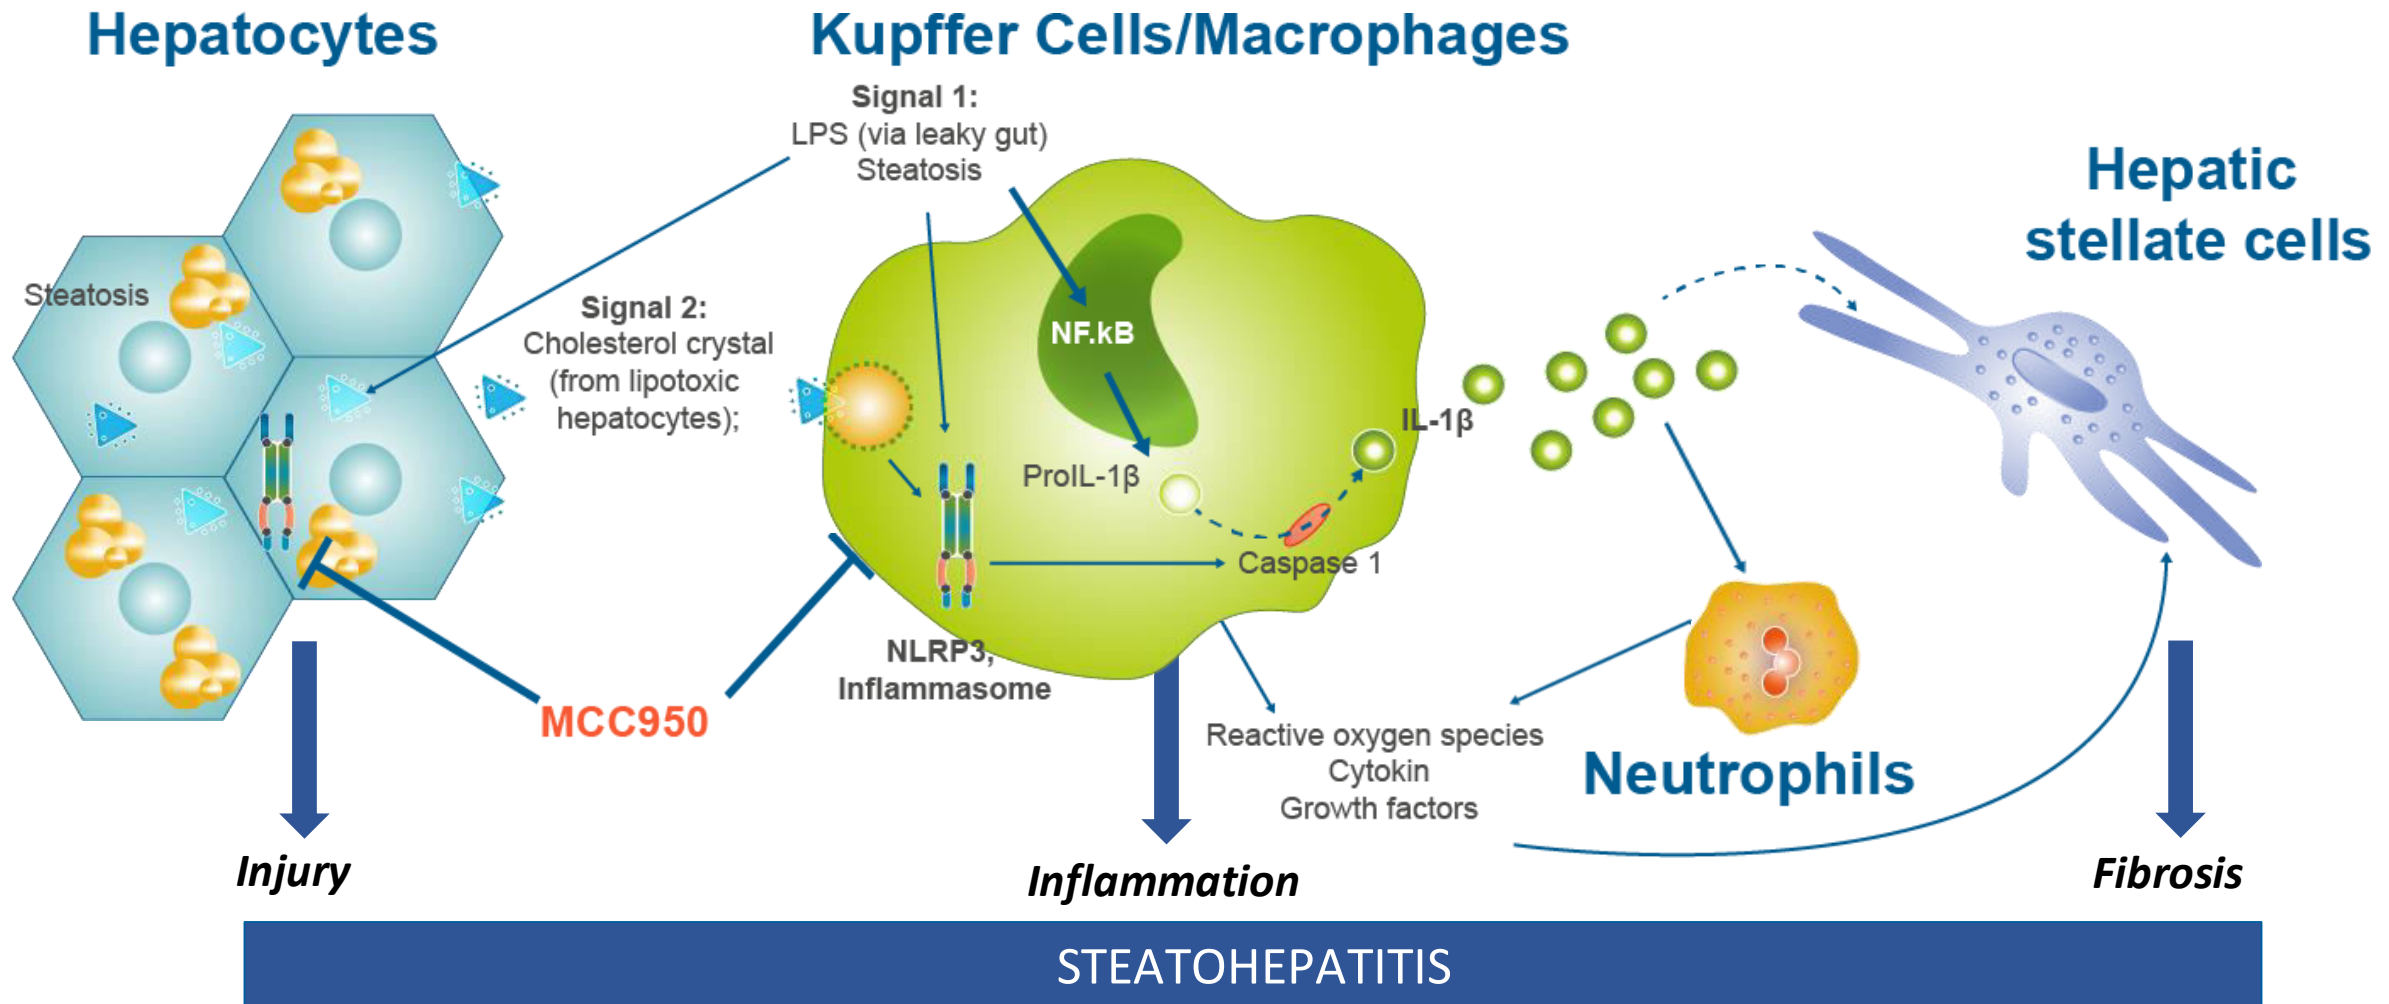 Hepatocytes
Kupffer Cells/Macrophages
Signal 1:
LPS (via leaky gut)
Steatosis
Hepatic
stellate cells
Steatosis
Signal 2:
Cholesterol crystal
(from lipotoxic
hepatocytes);
NF.kB
ProIL-1β
IL-1β
Caspase 1
NLRP3,
Inflammasome
MCC950
Reactive oxygen species
Cytokin
Growth factors
Neutrophils
Injury
Inflammation
Fibrosis
STEATOHEPATITIS